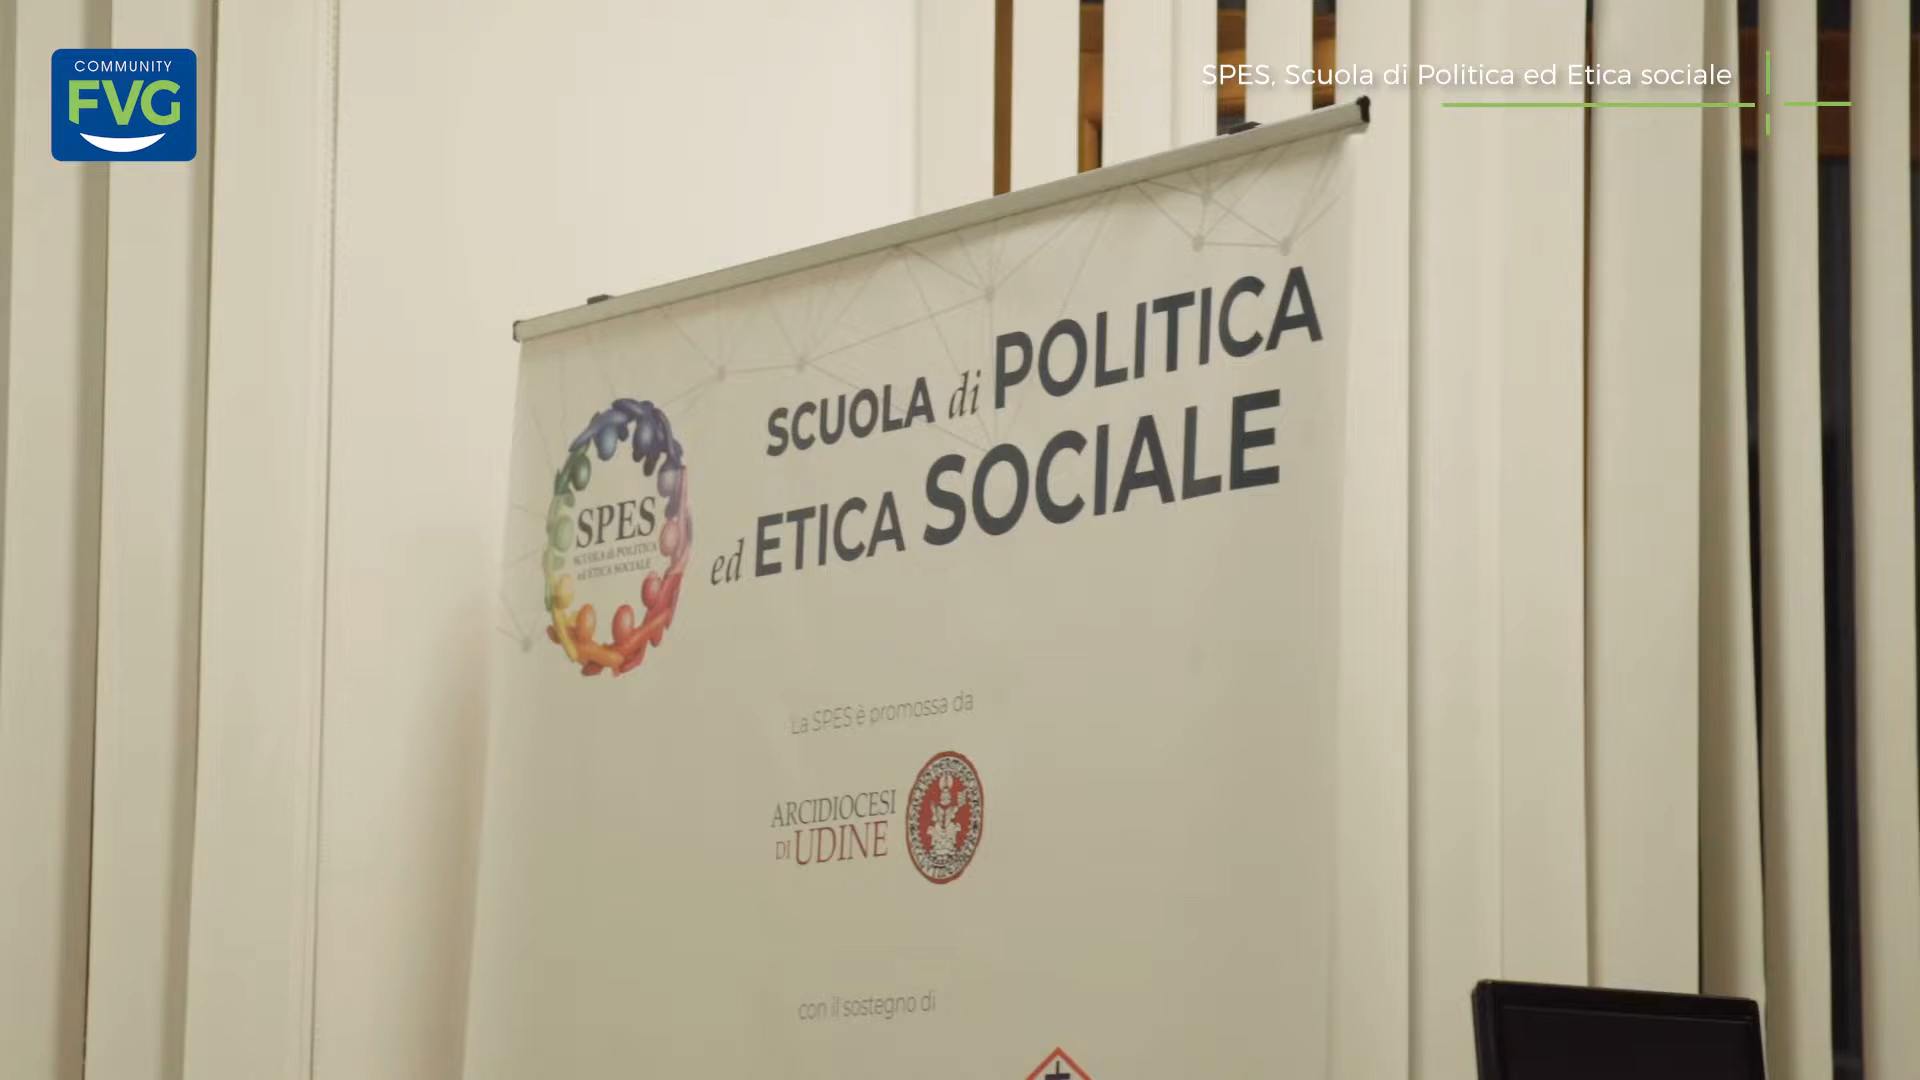 COMMUNITY
FVG
SPES, Scuola di Politica ed Etica sociale
SCUOLA di POLITICA
ed ETICA SOCIALE
SPES
SCUOLA di POLITICA
ed ETICA SOCIALE
La SPES è promossa da
ARCIDIOCESI
DI UDINE
con il sostegno di